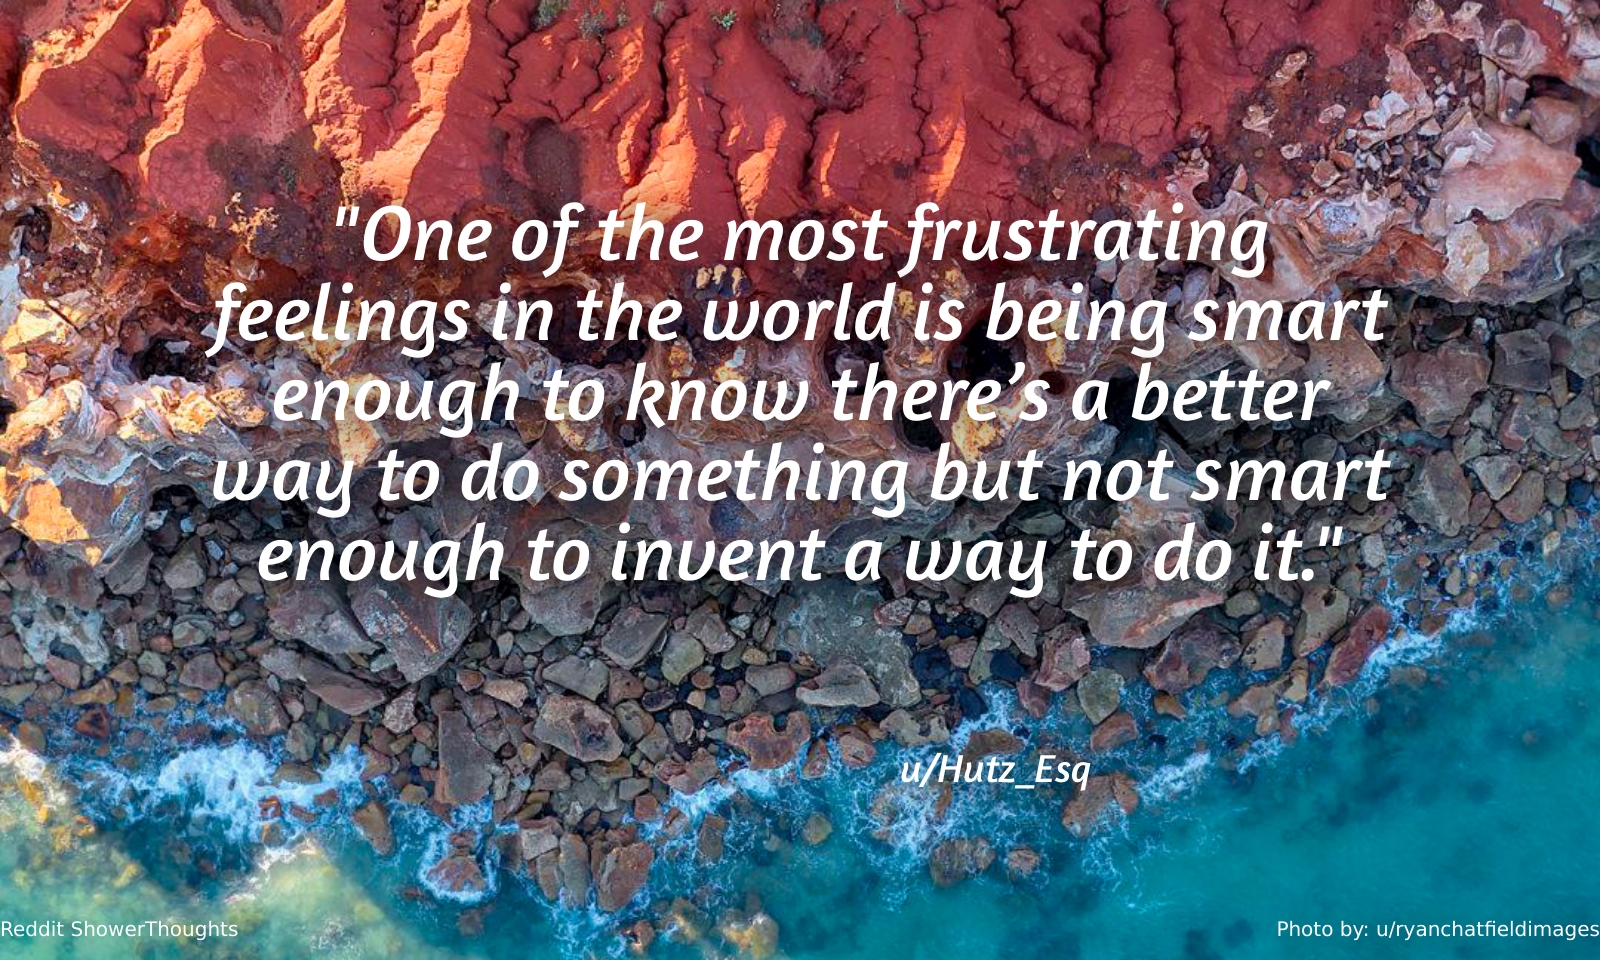 "One of the most frustrating
feelings in the world is being smart
enough to know there’s a better
way to do something but not smart
enough to invent a way to do it."
u/Hutz_Esq
Reddit ShowerThoughts
Photo by: u/ryanchatfieldimages